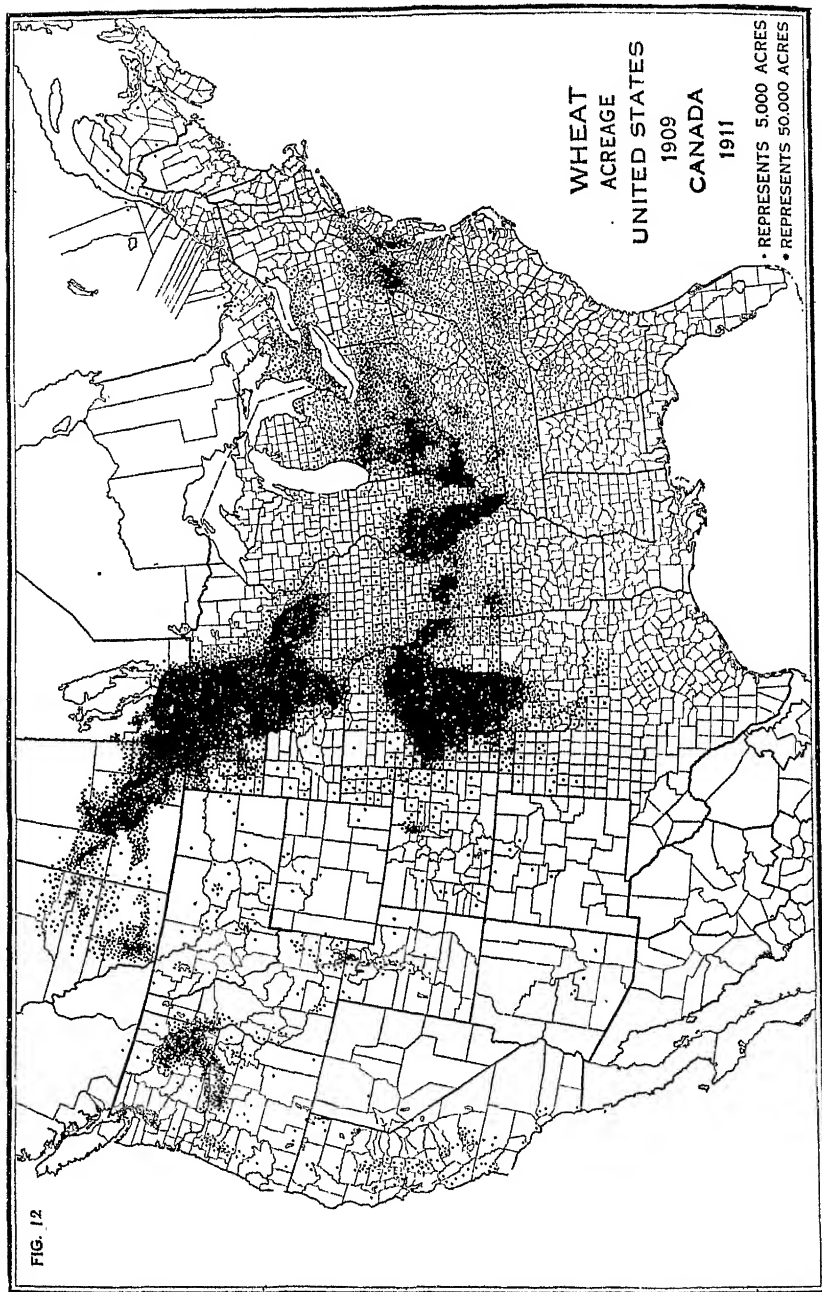 FIG. 12
WHEAT
ACREAGE
UNITED STATES
1909
CANADA
1911
· REPRESENTS 5,000 ACRES
• REPRESENTS 50,000 ACRES